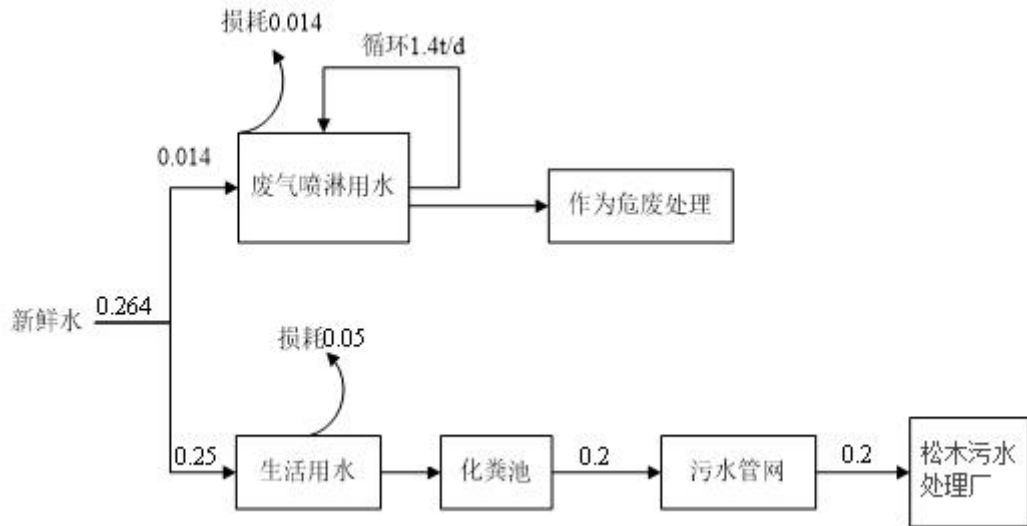 损耗0.014
循环1.4t/d
0.014
废气喷淋用水
作为危废处理
新鲜水
0.264
损耗0.05
0.25
生活用水
化粪池
0.2
污水管网
0.2
松木污水
处理厂